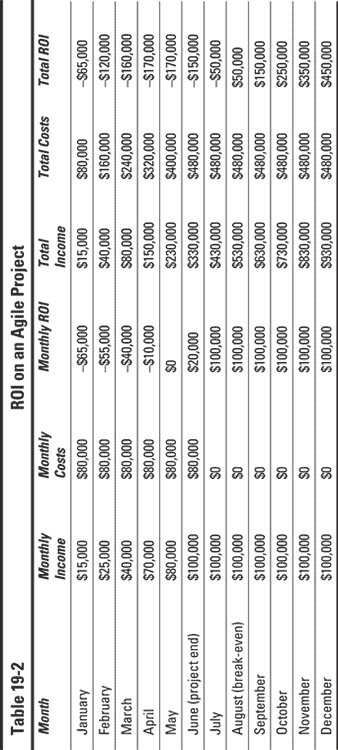 Table 19-2 ROI on an Agile Project
Month Monthly Income Monthly Costs Monthly ROI Total Income Total Costs Total ROI
January $15,000 $80,000 –$65,000 $15,000 $80,000 –$65,000
February $25,000 $80,000 –$55,000 $40,000 $160,000 –$120,000
March $40,000 $80,000 –$40,000 $80,000 $240,000 –$160,000
April $70,000 $80,000 –$10,000 $150,000 $320,000 –$170,000
May $80,000 $80,000 $0 $230,000 $400,000 –$170,000
June (project end) $100,000 $80,000 $20,000 $330,000 $480,000 –$150,000
July $100,000 $0 $100,000 $430,000 $480,000 –$50,000
August (break-even) $100,000 $0 $100,000 $530,000 $480,000 $50,000
September $100,000 $0 $100,000 $630,000 $480,000 $150,000
October $100,000 $0 $100,000 $730,000 $480,000 $250,000
November $100,000 $0 $100,000 $830,000 $480,000 $350,000
December $100,000 $0 $100,000 $930,000 $480,000 $450,000